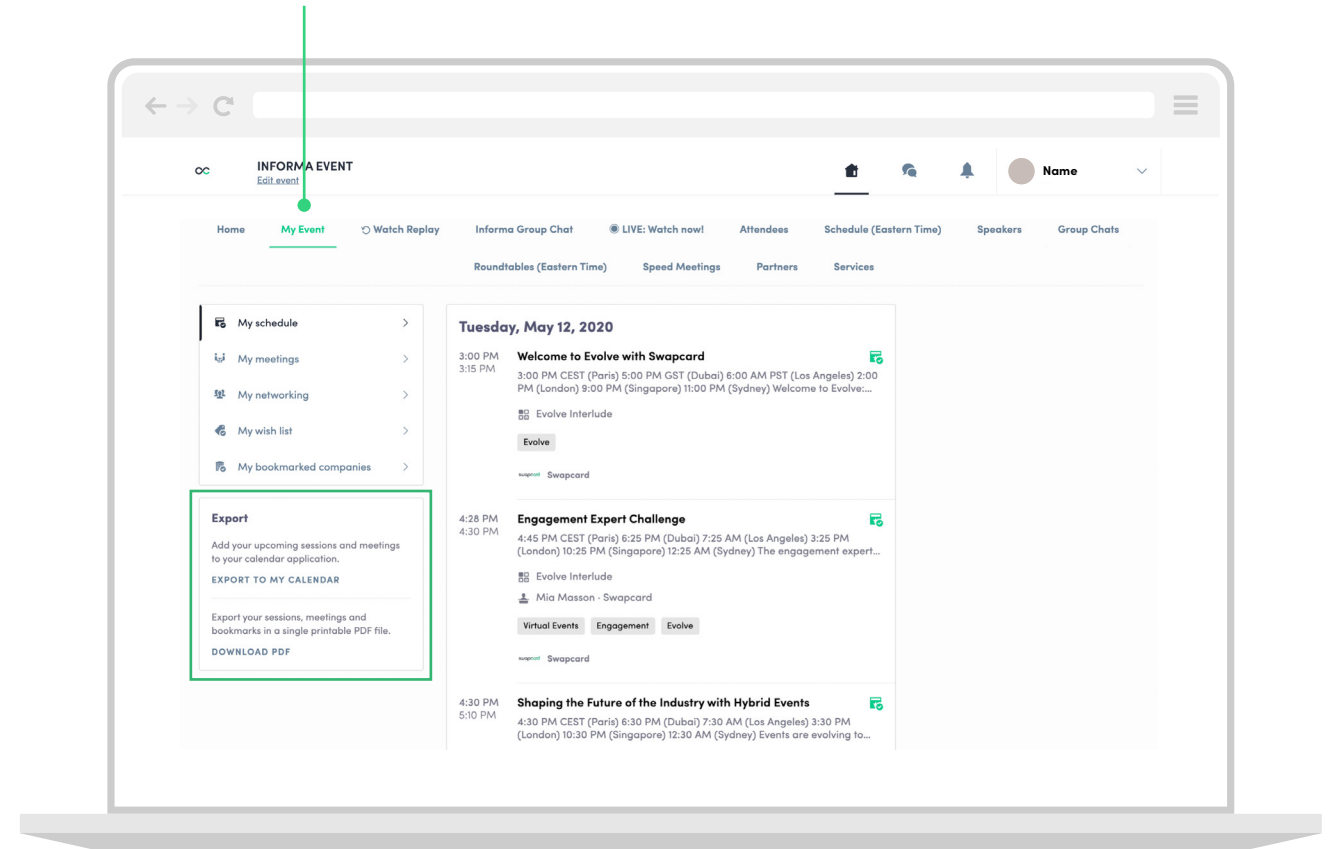 INFORMA EVENT
Edit event
Name
Home My Event Watch Replay Informa Group Chat LIVE: Watch now! Attendees Schedule (Eastern Time) Speakers Group Chats
Roundtables (Eastern Time) Speed Meetings Partners Services
My schedule
My meetings
My networking
My wish list
My bookmarked companies
Export
Add your upcoming sessions and meetings
to your calendar application.
EXPORT TO MY CALENDAR
Export your sessions, meetings and
bookmarks in a single printable PDF file.
DOWNLOAD PDF
Tuesday, May 12, 2020
3:00 PM Welcome to Evolve with Swapcard
3:15 PM
3:00 PM CEST (Paris) 5:00 PM GST (Dubai) 6:00 AM PST (Los Angeles) 2:00
PM (London) 9:00 PM (Singapore) 11:00 PM (Sydney) Welcome to Evolve:...
Evolve Interlude
Evolve
swapcard Swapcard
4:28 PM Engagement Expert Challenge
4:30 PM
4:45 PM CEST (Paris) 6:25 PM (Dubai) 7:25 AM (Los Angeles) 3:25 PM
(London) 10:25 PM (Singapore) 12:25 AM (Sydney) The engagement expert...
Evolve Interlude
Mia Masson · Swapcard
Virtual Events Engagement Evolve
swapcard Swapcard
4:30 PM Shaping the Future of the Industry with Hybrid Events
5:10 PM
4:30 PM CEST (Paris) 6:30 PM (Dubai) 7:30 AM (Los Angeles) 3:30 PM
(London) 10:30 PM (Singapore) 12:30 AM (Sydney) Events are evolving to...